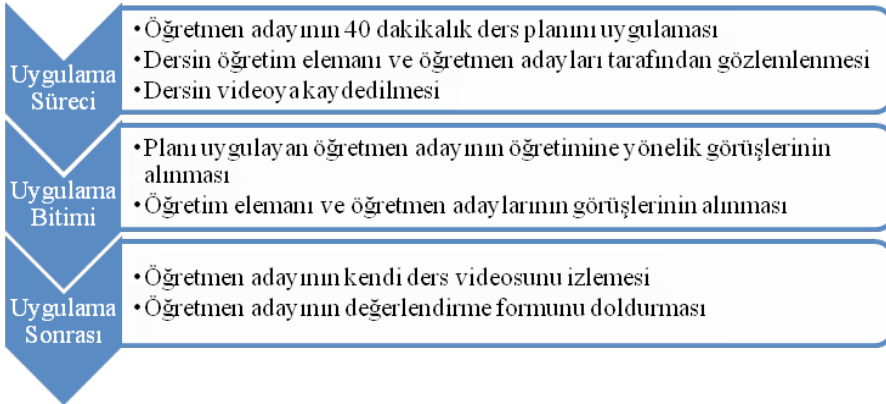 Uygulama
Süreci
•Öğretmen adayının 40 dakikalık ders planını uygulaması
•Dersin öğretim elemanı ve öğretmen adayları tarafından gözlemlenmesi
•Dersin videoya kaydedilmesi
Uygulama
Bitimi
•Planı uygulayan öğretmen adayının öğretimine yönelik görüşlerinin
alınması
•Öğretim elemanı ve öğretmen adaylarının görüşlerinin alınması
Uygulama
Sonrası
•Öğretmen adayının kendi ders videosunu izlemesi
•Öğretmen adayının değerlendirme formunu doldurması